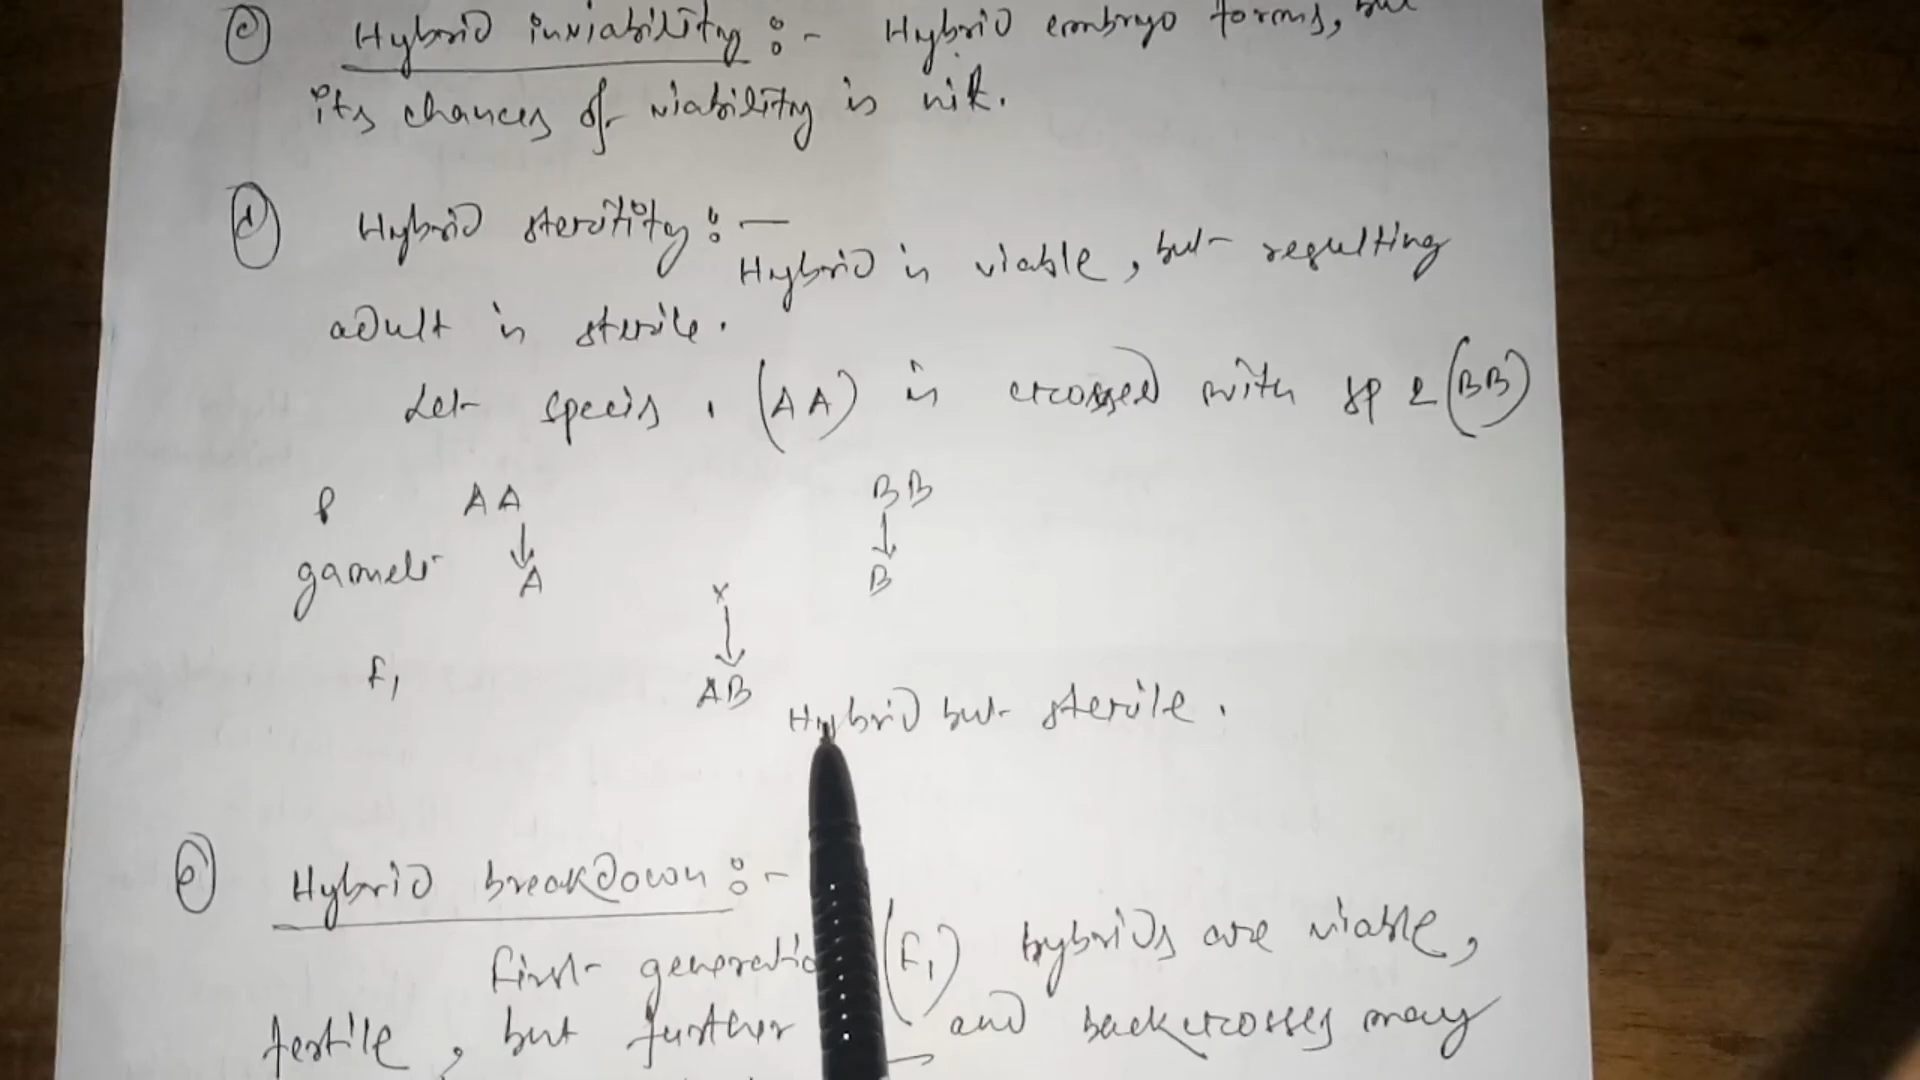 (c) Hybrid inviability :- Hybrid embryo forms, but
its chances of viability is nil.
(d) Hybrid sterility :—
Hybrid is viable, but resulting
adult is sterile.
Let species 1 (AA) is crossed with sp 2 (BB)
P AA BB
gamete A B
x
F1 AB
Hybrid but sterile.
(e) Hybrid breakdown :-
First generation (F1) hybrids are viable,
fertile, but further and backcrosses may